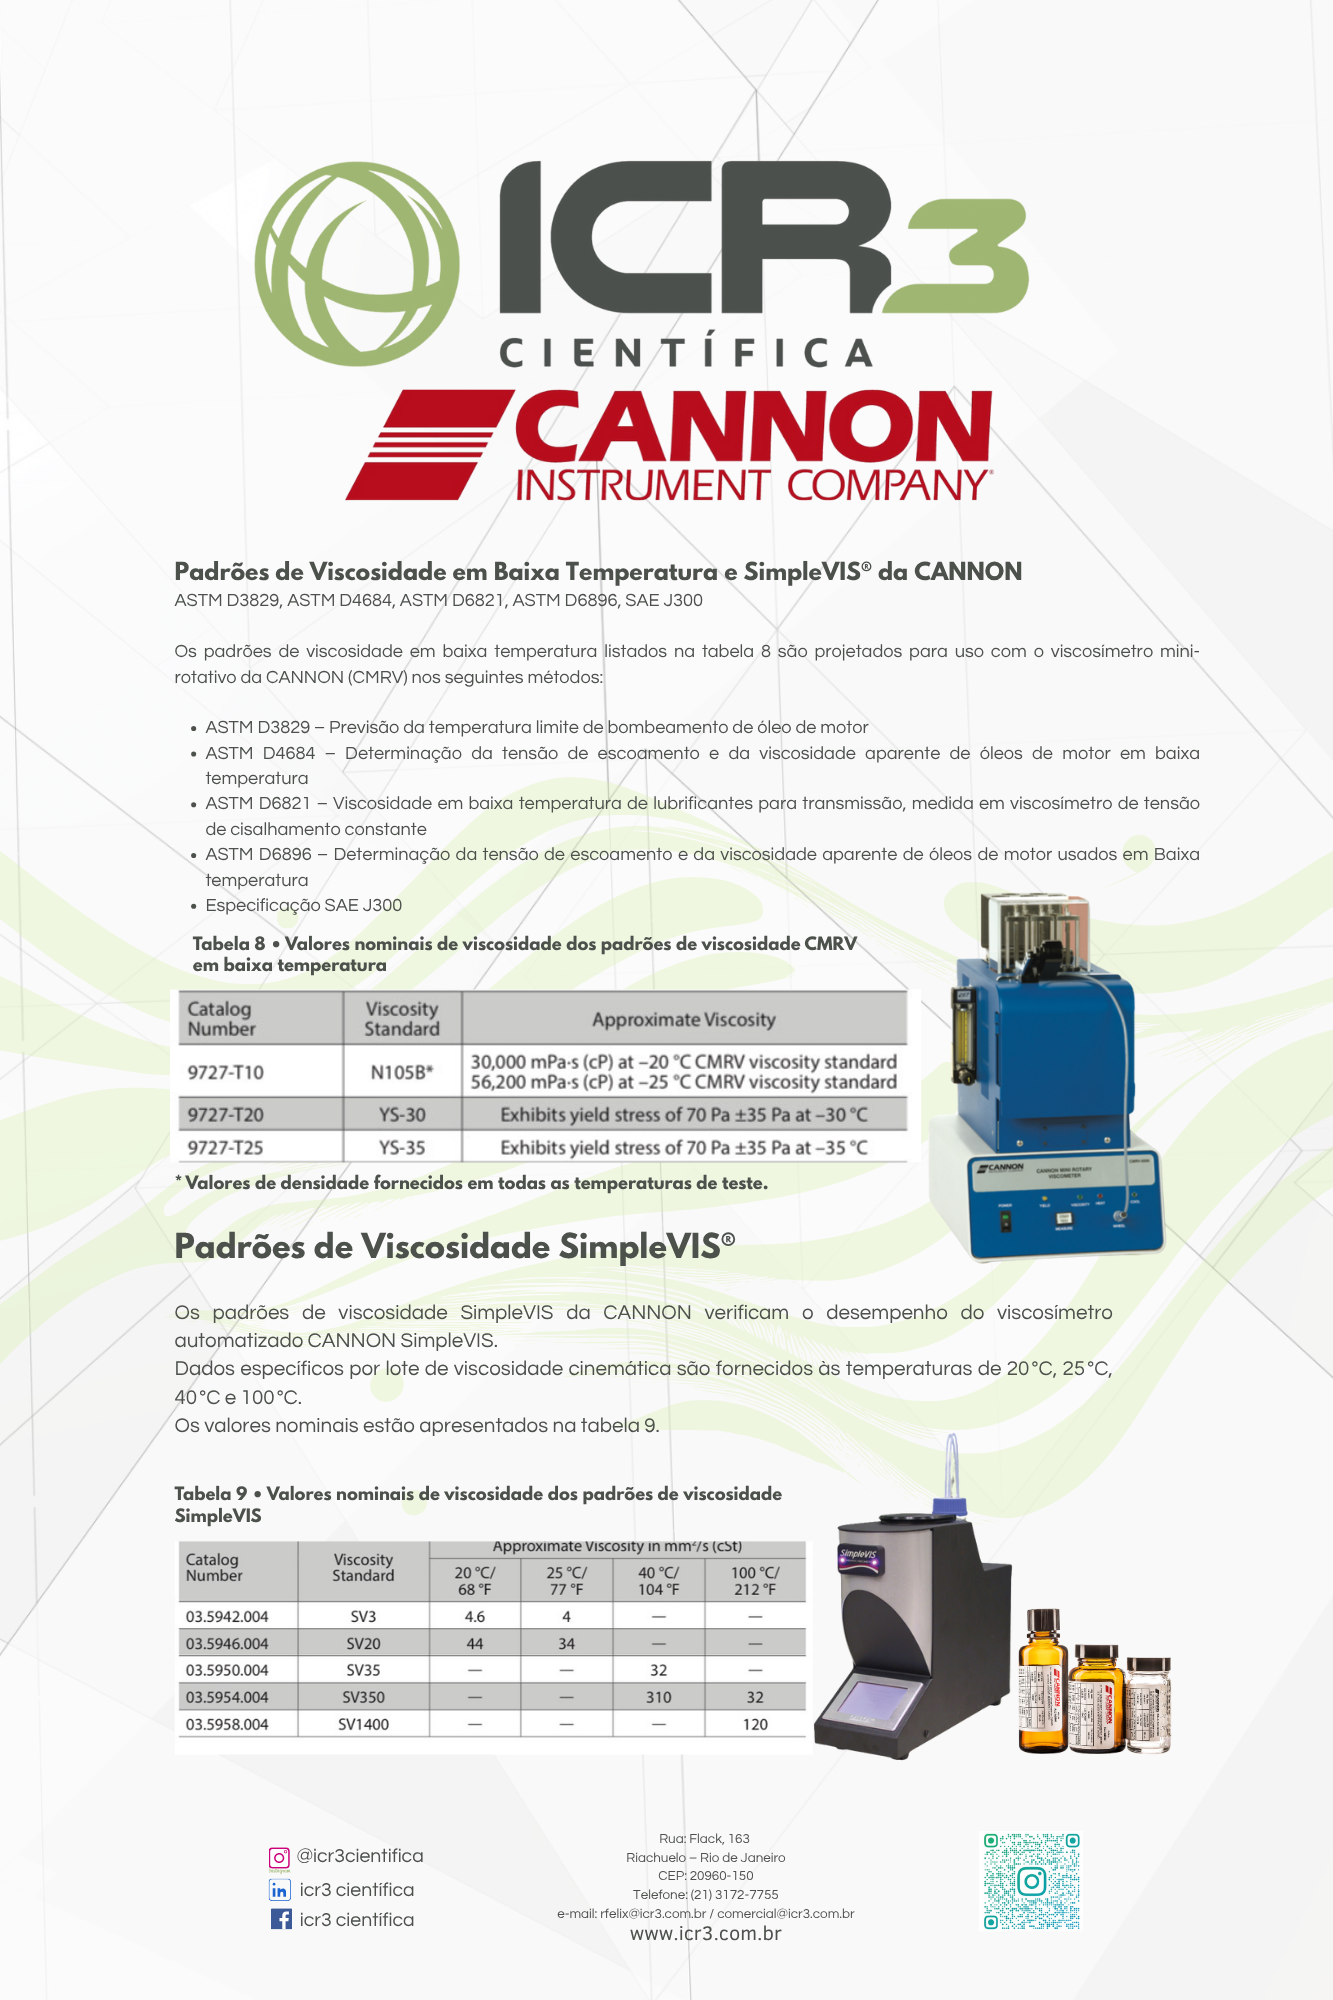 ICR3
CIENTÍFICA
CANNON
INSTRUMENT COMPANY®
Padrões de Viscosidade em Baixa Temperatura e SimpleVIS® da CANNON
ASTM D3829, ASTM D4684, ASTM D6821, ASTM D6896, SAE J300
Os padrões de viscosidade em baixa temperatura listados na tabela 8 são projetados para uso com o viscosímetro mini-
rotativo da CANNON (CMRV) nos seguintes métodos:
• ASTM D3829 – Previsão da temperatura limite de bombeamento de óleo de motor
• ASTM D4684 – Determinação da tensão de escoamento e da viscosidade aparente de óleos de motor em baixa
temperatura
• ASTM D6821 – Viscosidade em baixa temperatura de lubrificantes para transmissão, medida em viscosímetro de tensão
de cisalhamento constante
• ASTM D6896 – Determinação da tensão de escoamento e da viscosidade aparente de óleos de motor usados em Baixa
temperatura
• Especificação SAE J300
Tabela 8 • Valores nominais de viscosidade dos padrões de viscosidade CMRV
em baixa temperatura
Catalog Number Viscosity Standard Approximate Viscosity
9727-T10 N105B* 30,000 mPa·s (cP) at –20 °C CMRV viscosity standard
56,200 mPa·s (cP) at –25 °C CMRV viscosity standard
9727-T20 YS-30 Exhibits yield stress of 70 Pa ±35 Pa at –30 °C
9727-T25 YS-35 Exhibits yield stress of 70 Pa ±35 Pa at –35 °C
* Valores de densidade fornecidos em todas as temperaturas de teste.
CANNON
CANNON MINI ROTARY
VISCOMETER
POWER
YIELD
VISCOSITY
HEAT
MEASURE
WHEEL
Padrões de Viscosidade SimpleVIS®
Os padrões de viscosidade SimpleVIS da CANNON verificam o desempenho do viscosímetro
automatizado CANNON SimpleVIS.
Dados específicos por lote de viscosidade cinemática são fornecidos às temperaturas de 20°C, 25°C,
40°C e 100°C.
Os valores nominais estão apresentados na tabela 9.
Tabela 9 • Valores nominais de viscosidade dos padrões de viscosidade
SimpleVIS
Approximate Viscosity in mm²/s (cSt)
Catalog Number Viscosity Standard 20 °C/ 68 °F 25 °C/ 77 °F 40 °C/ 104 °F 100 °C/ 212 °F
03.5942.004 SV3 4.6 4 — —
03.5946.004 SV20 44 34 — —
03.5950.004 SV35 — — 32 —
03.5954.004 SV350 — — 310 32
03.5958.004 SV1400 — — — 120
SimpleVIS
CANNON
CANNON
@icr3cientifica
icr3 científica
icr3 científica
Rua: Flack, 163
Riachuelo – Rio de Janeiro
CEP: 20960-150
Telefone: (21) 3172-7755
e-mail: rfelix@icr3.com.br / comercial@icr3.com.br
www.icr3.com.br